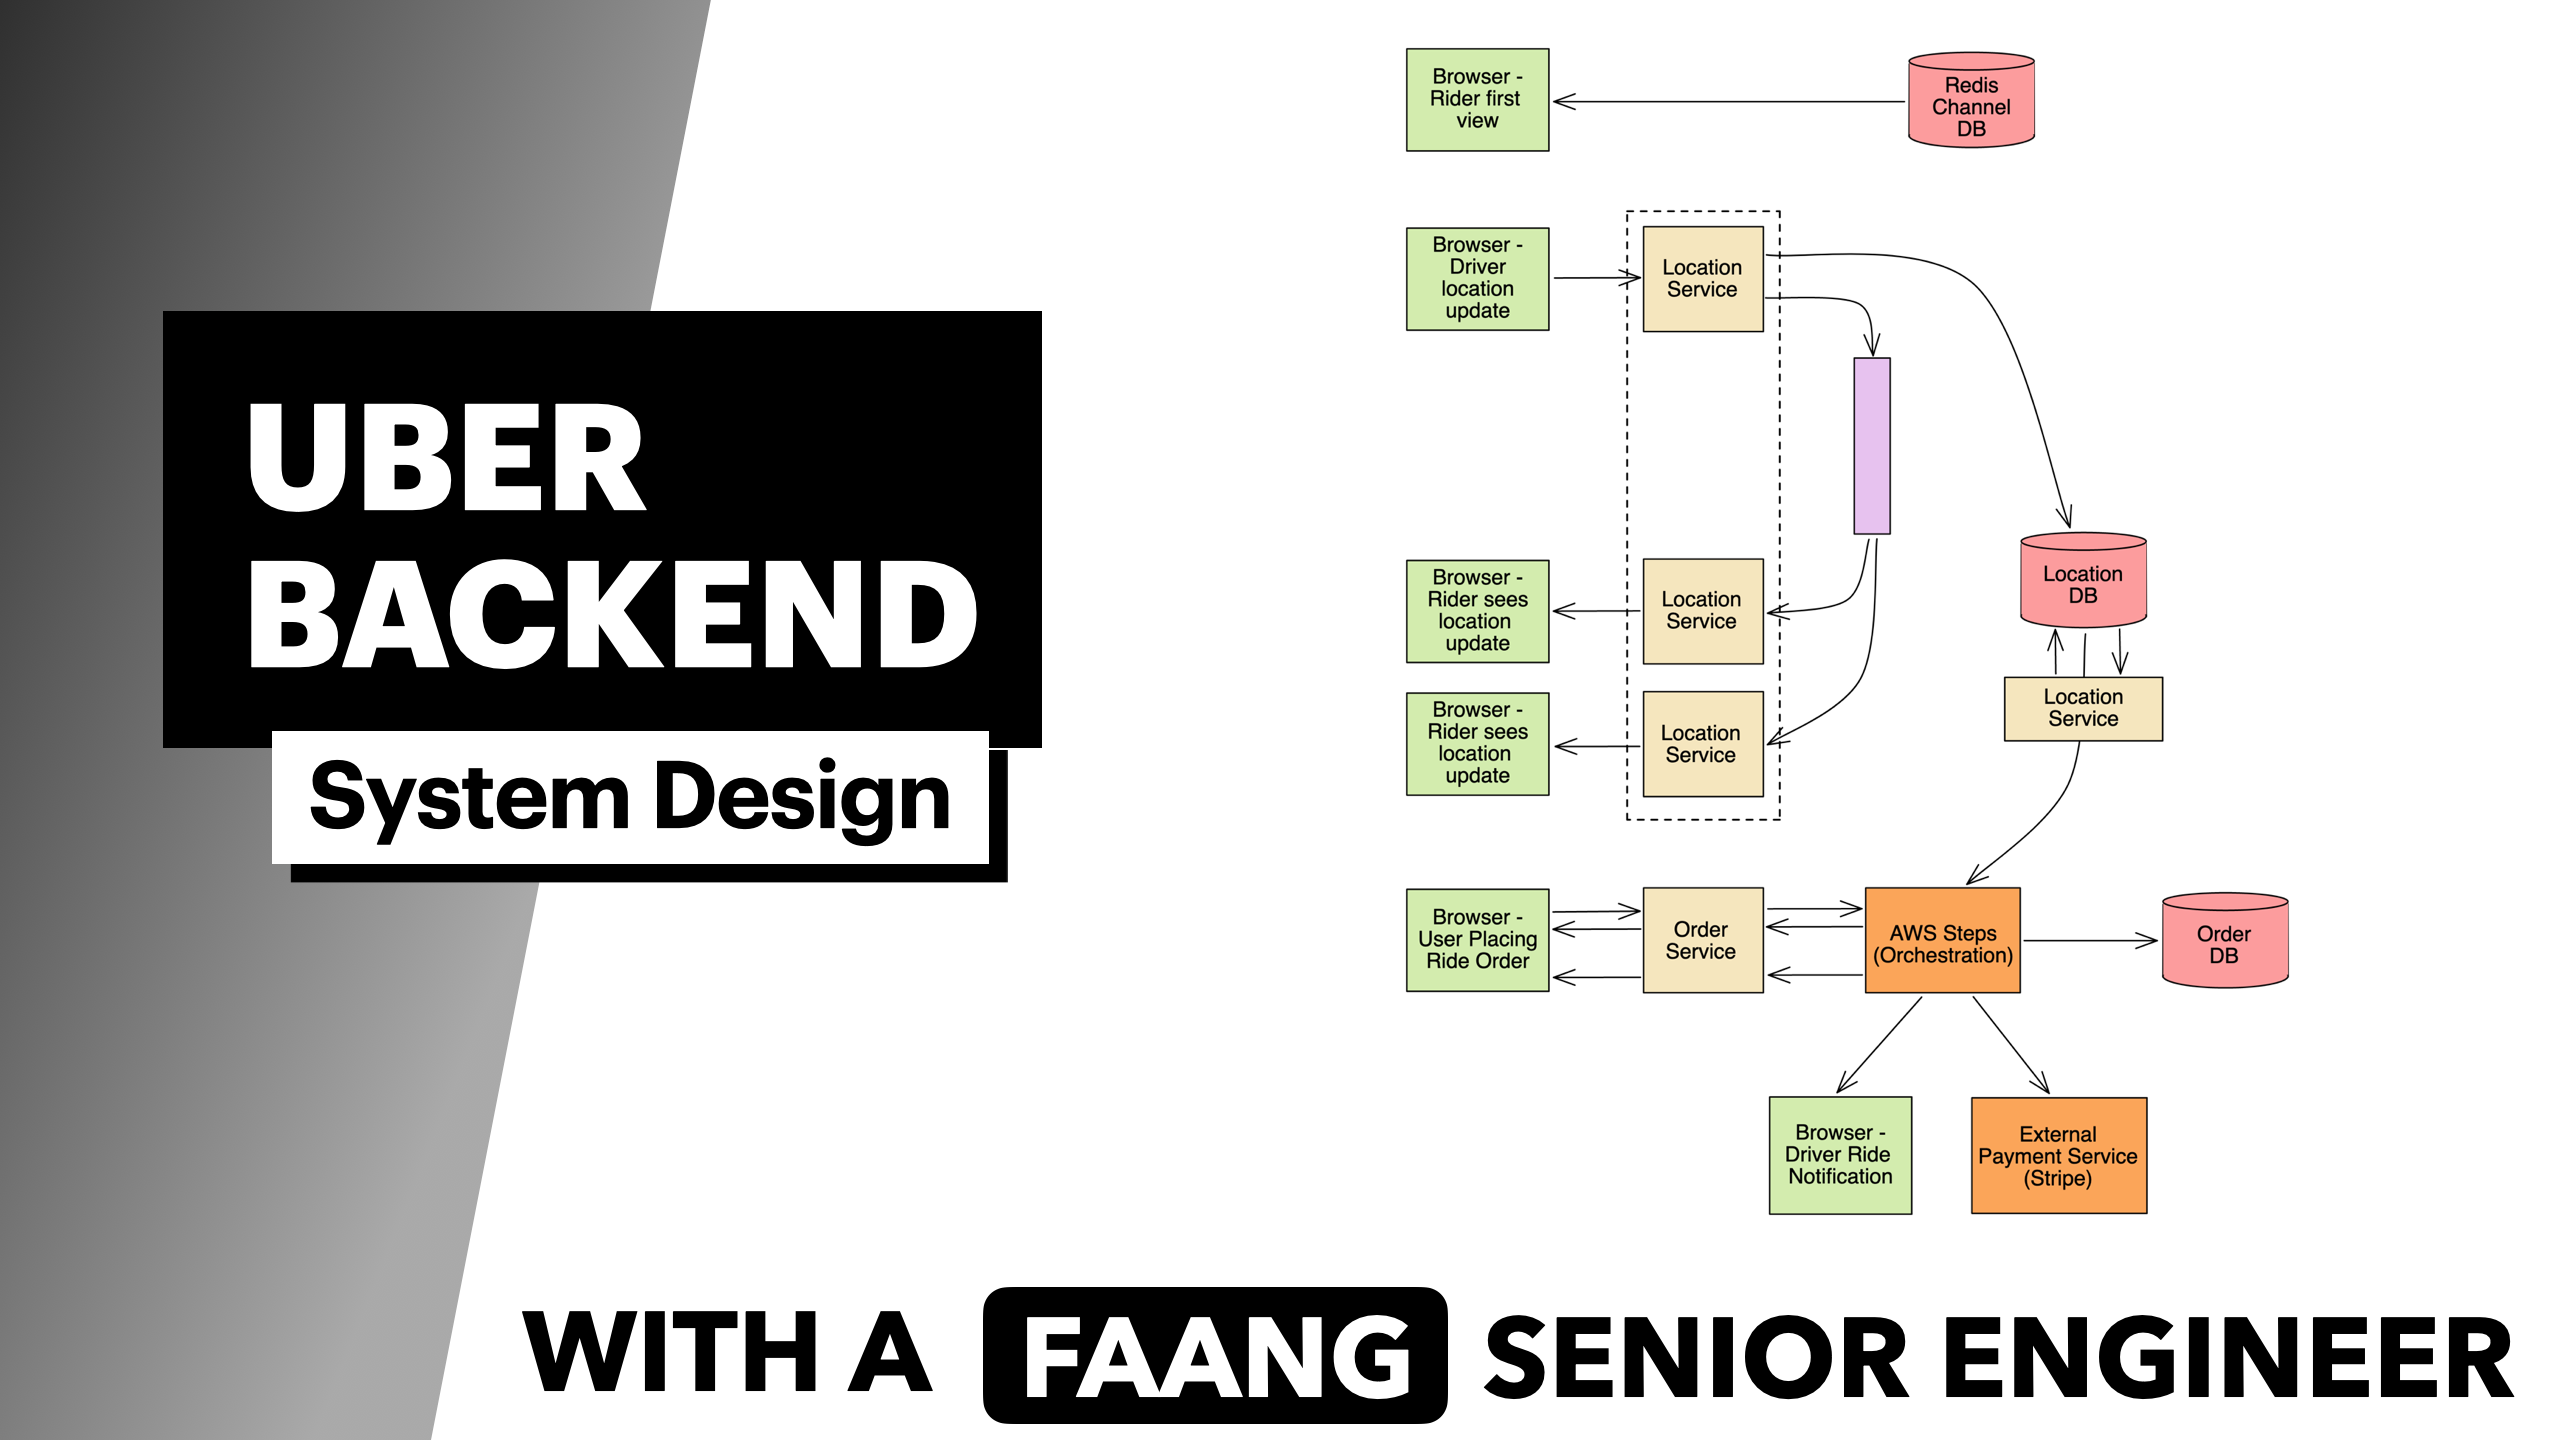 UBER
BACKEND
System Design
Browser -
Rider first
view
Redis
Channel
DB
Browser -
Driver
location
update
Location
Service
Browser -
Rider sees
location
update
Location
Service
Location
DB
Browser -
Rider sees
location
update
Location
Service
Location
Service
Browser -
User Placing
Ride Order
Order
Service
AWS Steps
(Orchestration)
Order
DB
Browser -
Driver Ride
Notification
External
Payment Service
(Stripe)
WITH A FAANG SENIOR ENGINEER